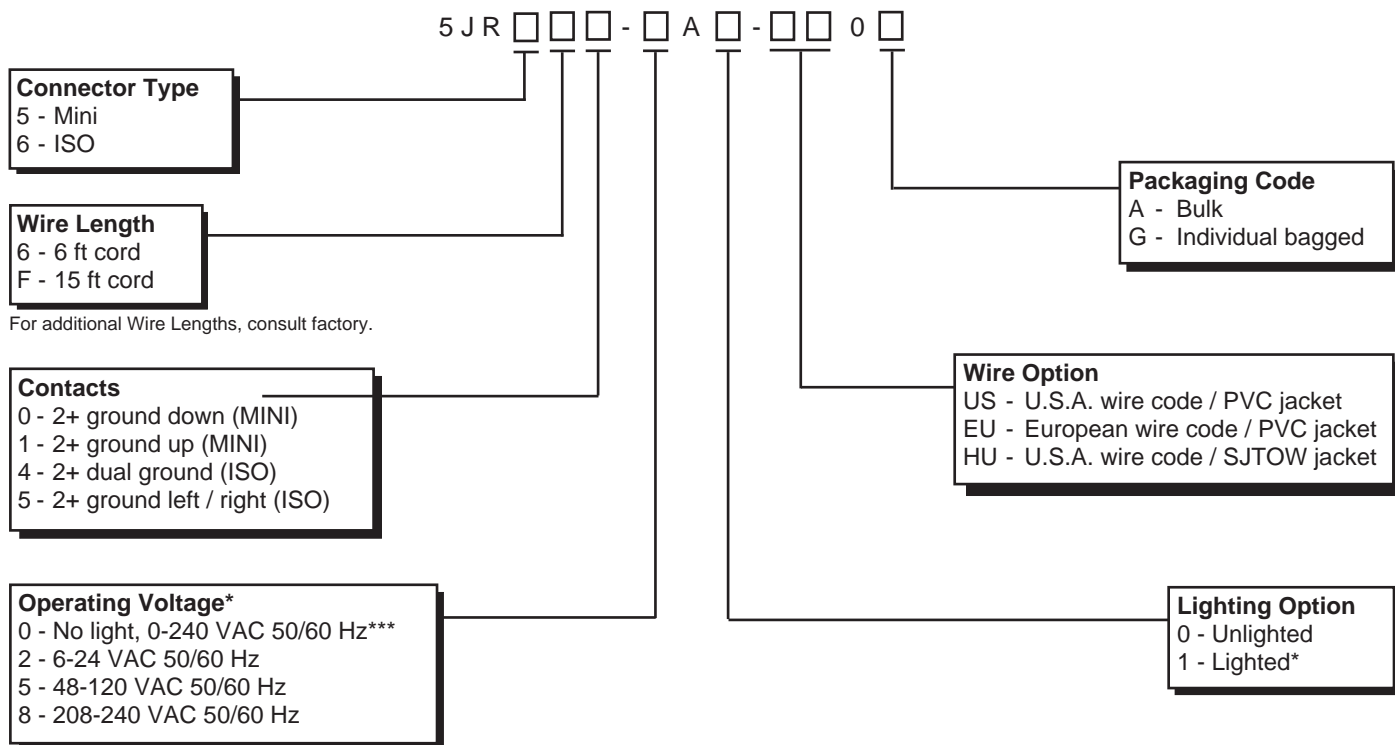 5 J R □ □ □ - □ A □ - □ □ 0 □
Connector Type
5 - Mini
6 - ISO
Wire Length
6 - 6 ft cord
F - 15 ft cord
For additional Wire Lengths, consult factory.
Contacts
0 - 2+ ground down (MINI)
1 - 2+ ground up (MINI)
4 - 2+ dual ground (ISO)
5 - 2+ ground left / right (ISO)
Operating Voltage*
0 - No light, 0-240 VAC 50/60 Hz***
2 - 6-24 VAC 50/60 Hz
5 - 48-120 VAC 50/60 Hz
8 - 208-240 VAC 50/60 Hz
Packaging Code
A - Bulk
G - Individual bagged
Wire Option
US - U.S.A. wire code / PVC jacket
EU - European wire code / PVC jacket
HU - U.S.A. wire code / SJTOW jacket
Lighting Option
0 - Unlighted
1 - Lighted*